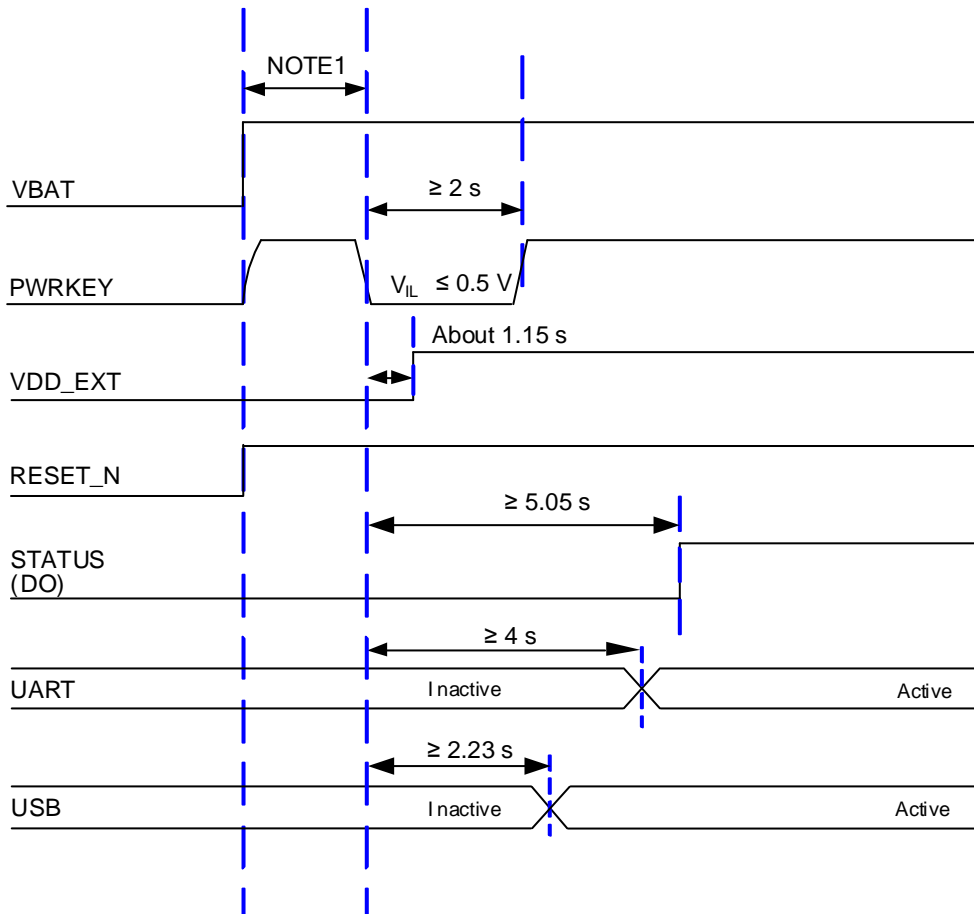 NOTE1
VBAT
≥ 2 s
PWRKEY
VIL ≤ 0.5 V
About 1.15 s
VDD_EXT
RESET_N
≥ 5.05 s
STATUS
(DO)
≥ 4 s
UART
Inactive
Active
≥ 2.23 s
USB
Inactive
Active